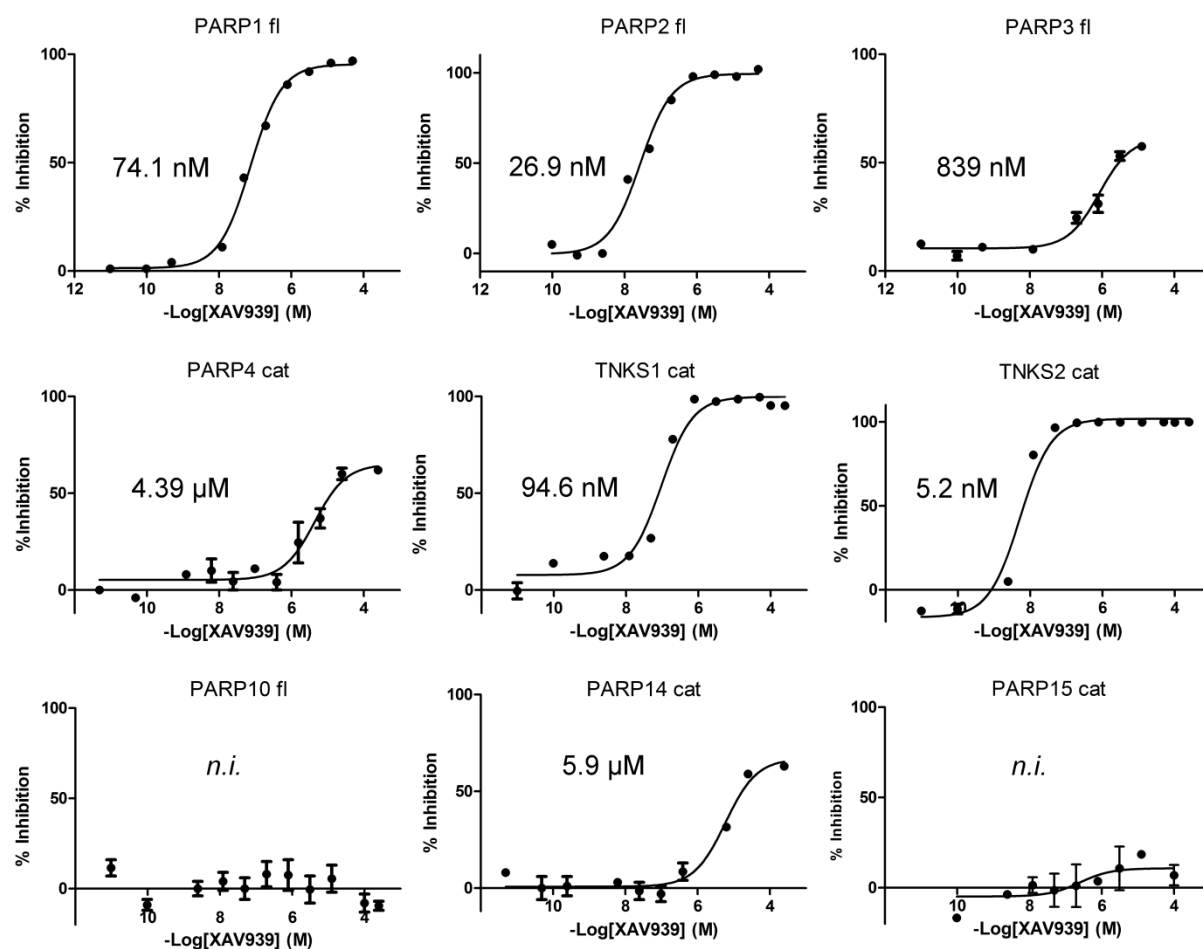 PARP1 fl
100
50
0
% Inhibition
74.1 nM
12 10 8 6 4
-Log[XAV939] (M)
PARP2 fl
100
50
0
% Inhibition
26.9 nM
10 8 6 4
-Log[XAV939] (M)
PARP3 fl
100
50
0
% Inhibition
839 nM
12 10 8 6 4
-Log[XAV939] (M)
PARP4 cat
100
50
0
%Inhibition
4.39 µM
10 8 6 4
-Log[XAV939] (M)
TNKS1 cat
100
50
0
% Inhibition
94.6 nM
10 8 6 4
-Log[XAV939] (M)
TNKS2 cat
100
50
0
% Inhibition
5.2 nM
10 8 6 4
-Log[XAV939] (M)
PARP10 fl
100
50
0
% Inhibition
n.i.
10 8 6 4
-Log[XAV939] (M)
PARP14 cat
100
50
0
% Inhibition
5.9 µM
10 8 6 4
-Log[XAV939] (M)
PARP15 cat
100
50
0
% Inhibition
n.i.
10 8 6 4
-Log[XAV939] (M)